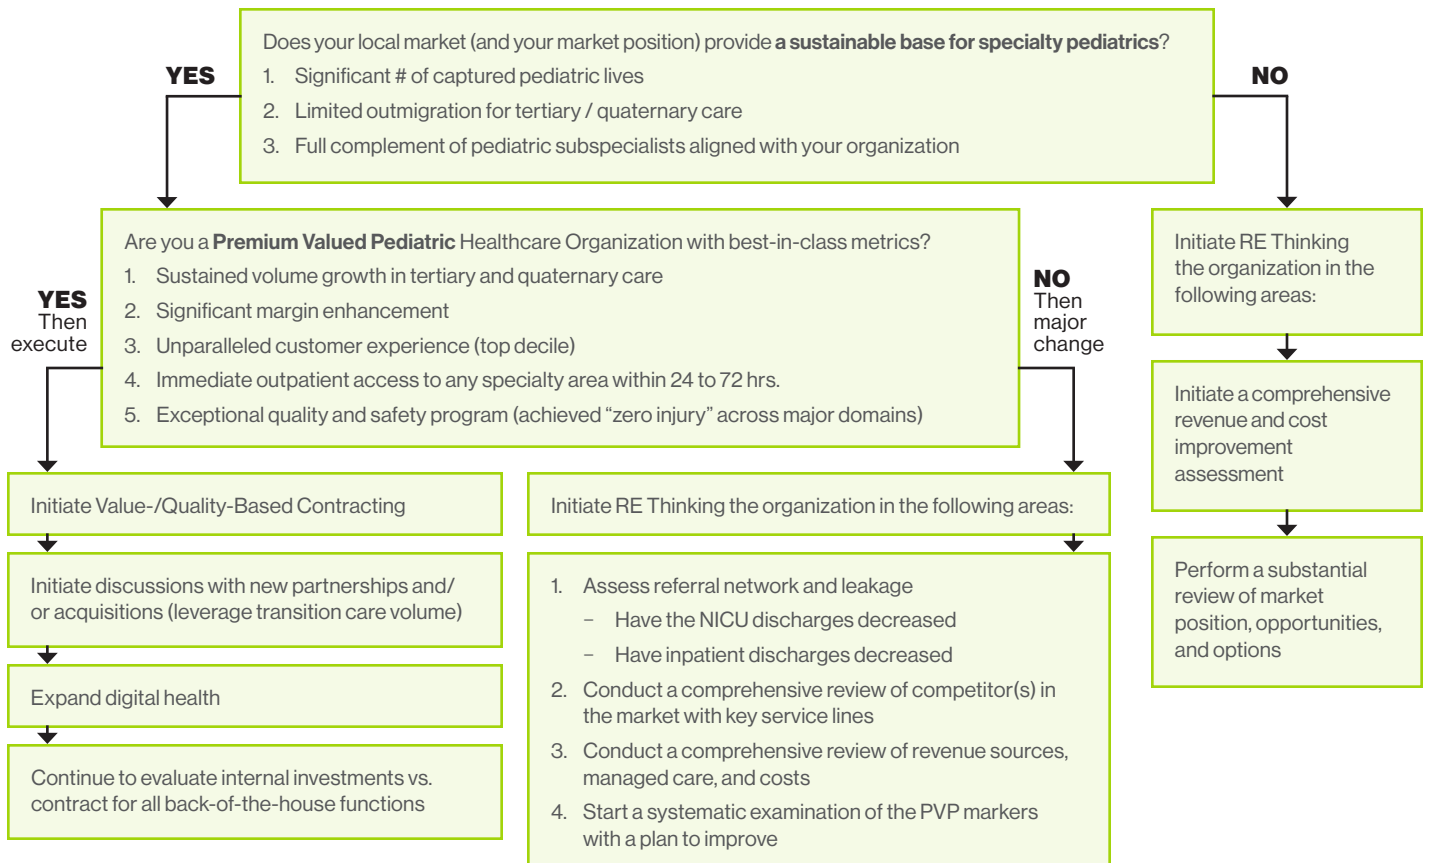 Does your local market (and your market position) provide a sustainable base for specialty pediatrics?
1. Significant # of captured pediatric lives
2. Limited outmigration for tertiary / quaternary care
3. Full complement of pediatric subspecialists aligned with your organization
YES
NO
Are you a Premium Valued Pediatric Healthcare Organization with best-in-class metrics?
1. Sustained volume growth in tertiary and quaternary care
2. Significant margin enhancement
3. Unparalleled customer experience (top decile)
4. Immediate outpatient access to any specialty area within 24 to 72 hrs.
5. Exceptional quality and safety program (achieved “zero injury” across major domains)
YES
Then
execute
NO
Then
major
change
Initiate Value-/Quality-Based Contracting
Initiate discussions with new partnerships and/
or acquisitions (leverage transition care volume)
Expand digital health
Continue to evaluate internal investments vs.
contract for all back-of-the-house functions
Initiate RE Thinking the organization in the following areas:
1. Assess referral network and leakage
– Have the NICU discharges decreased
– Have inpatient discharges decreased
2. Conduct a comprehensive review of competitor(s) in
the market with key service lines
3. Conduct a comprehensive review of revenue sources,
managed care, and costs
4. Start a systematic examination of the PVP markers
with a plan to improve
Initiate RE Thinking
the organization in the
following areas:
Initiate a comprehensive
revenue and cost
improvement
assessment
Perform a substantial
review of market
position, opportunities,
and options